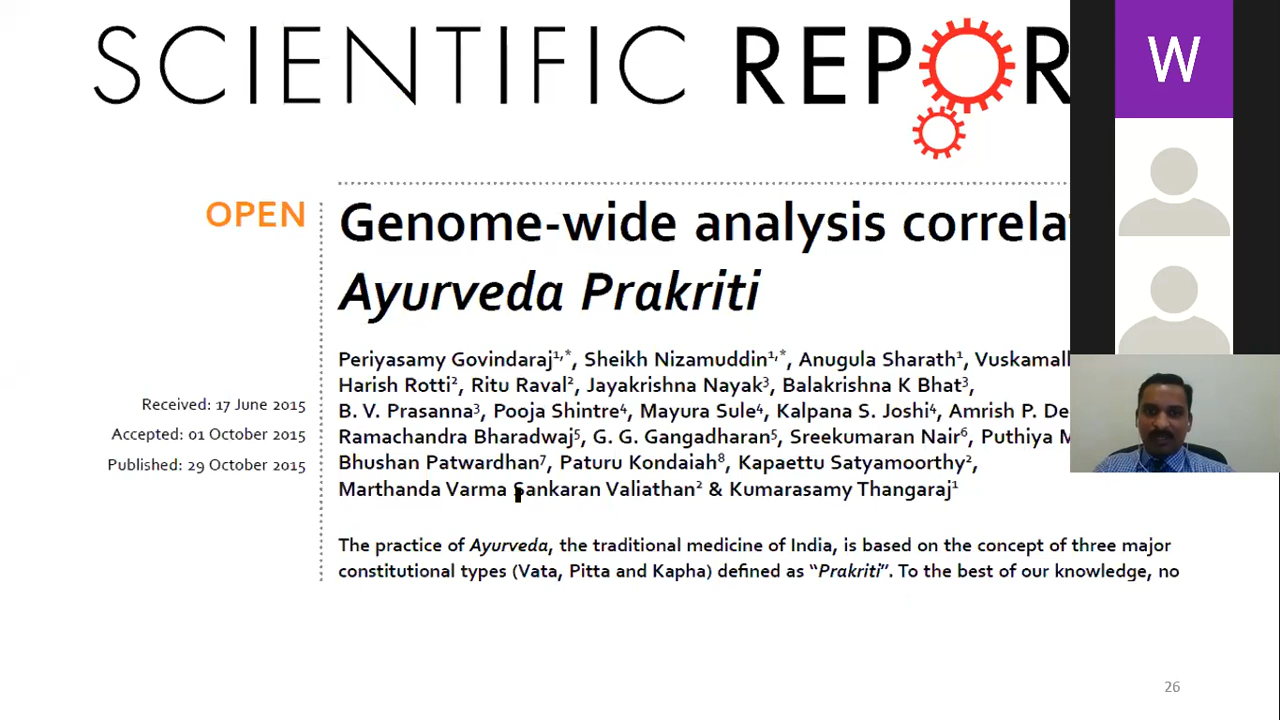 SCIENTIFIC REPOR
W
OPEN
Genome-wide analysis correla
Ayurveda Prakriti
Periyasamy Govindaraj1,*, Sheikh Nizamuddin1,*, Anugula Sharath1, Vuskamall
Harish Rotti2, Ritu Raval2, Jayakrishna Nayak3, Balakrishna K Bhat3,
Received: 17 June 2015
B. V. Prasanna3, Pooja Shintre4, Mayura Sule4, Kalpana S. Joshi4, Amrish P. De
Accepted: 01 October 2015
Ramachandra Bharadwaj5, G. G. Gangadharan5, Sreekumaran Nair6, Puthiya M
Published: 29 October 2015
Bhushan Patwardhan7, Paturu Kondaiah8, Kapaettu Satyamoorthy2,
Marthanda Varma Sankaran Valiathan2 & Kumarasamy Thangaraj1
The practice of Ayurveda, the traditional medicine of India, is based on the concept of three major
constitutional types (Vata, Pitta and Kapha) defined as “Prakriti”. To the best of our knowledge, no
26